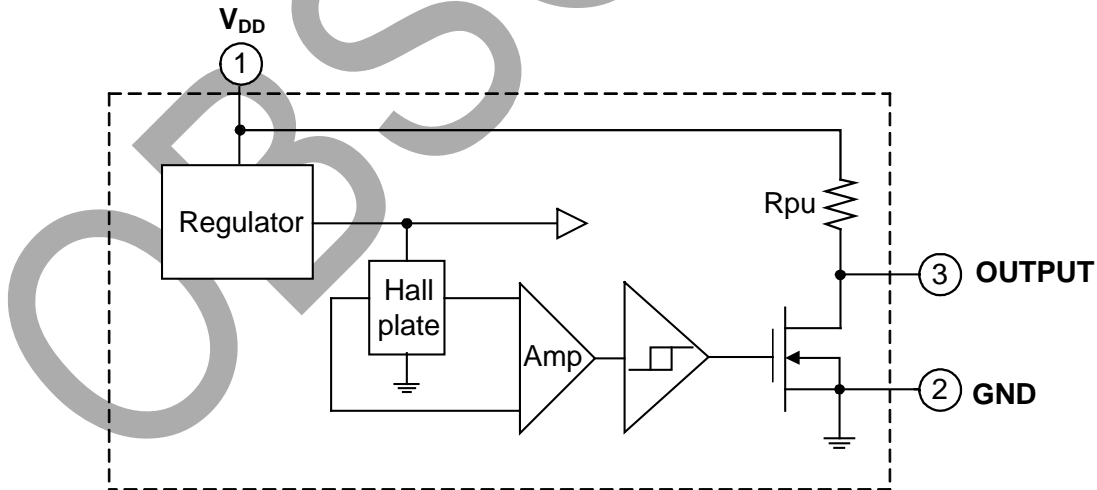 VDD
1
Regulator
Rpu
Hall
plate
Amp
3 OUTPUT
2 GND